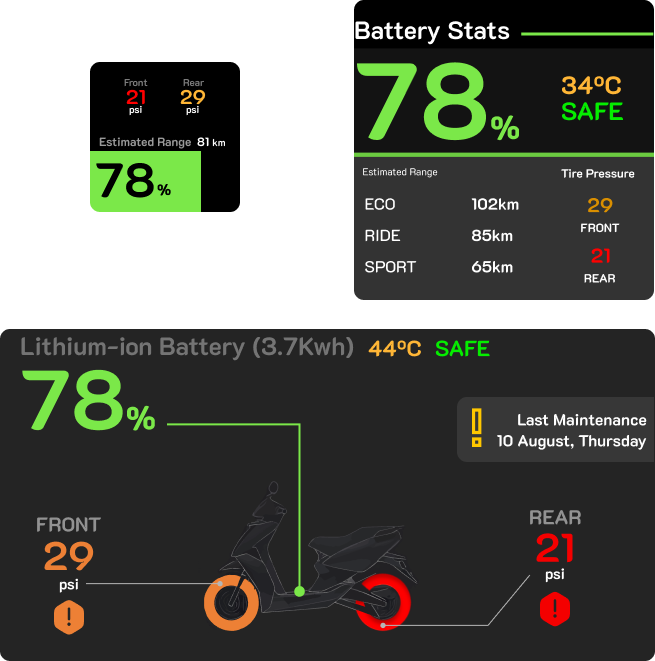 Front Rear
21 29
psi psi
Estimated Range 81 km
78%
Battery Stats
78%
34ºC
SAFE
Estimated Range
Tire Pressure
ECO 102km
RIDE 85km
SPORT 65km
29
FRONT
21
REAR
Lithium-ion Battery (3.7Kwh) 44ºC SAFE
78%
Last Maintenance
10 August, Thursday
FRONT
29
psi
!
REAR
21
psi
!